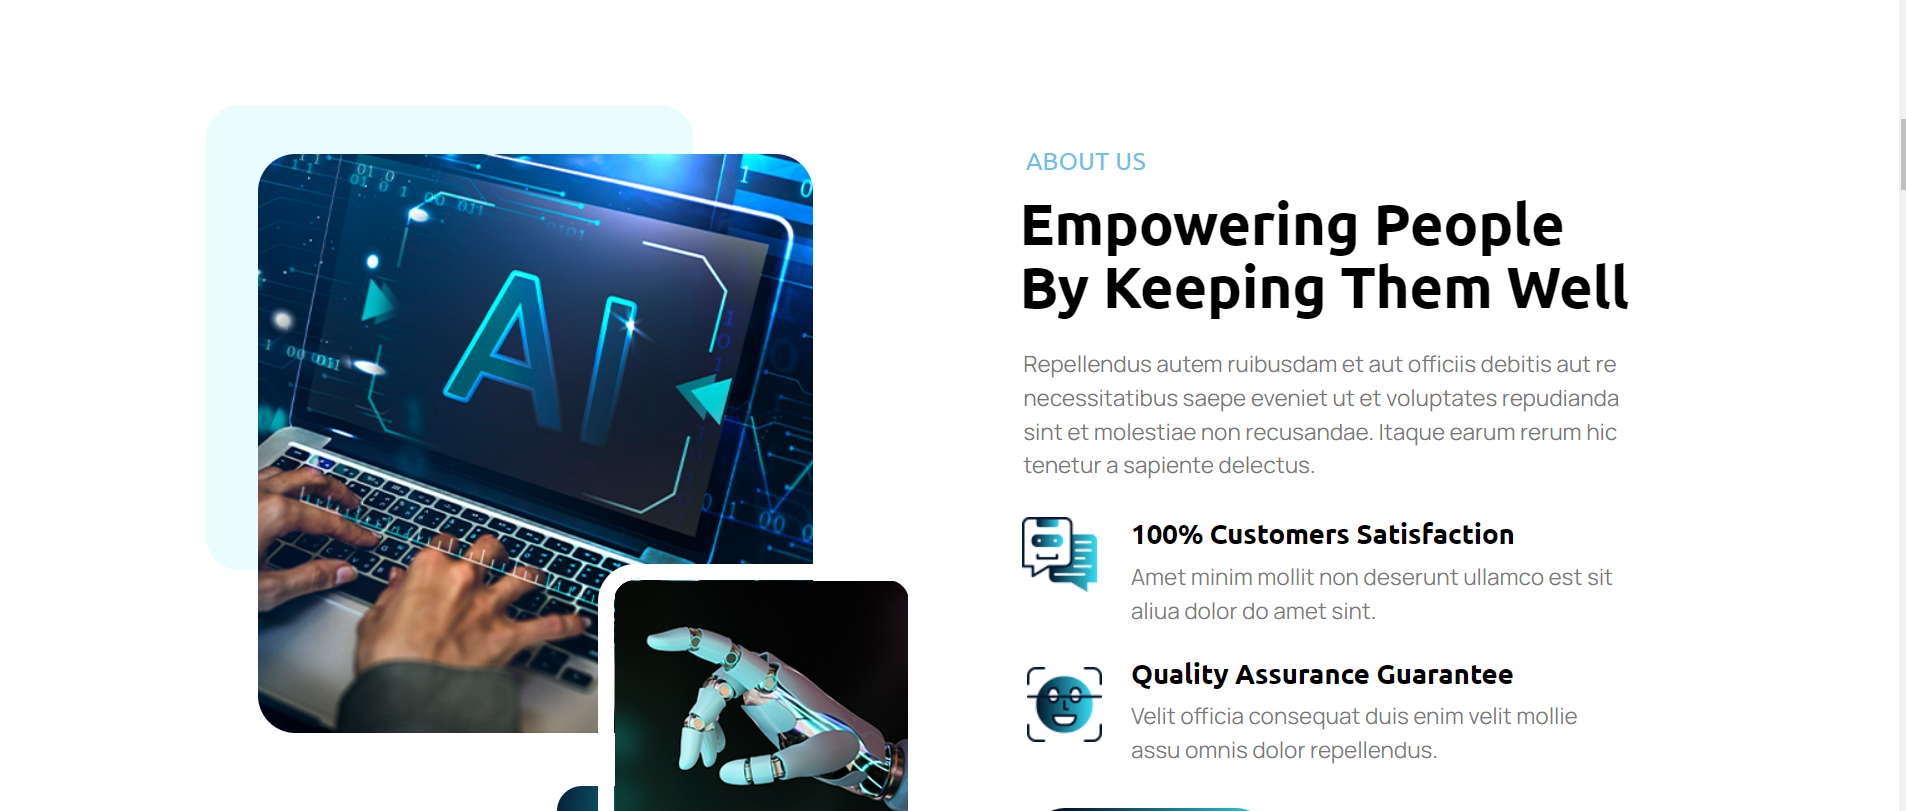 AI
ABOUT US
Empowering People
By Keeping Them Well
Repellendus autem ruibusdam et aut officiis debitis aut re
necessitatibus saepe eveniet ut et voluptates repudianda
sint et molestiae non recusandae. Itaque earum rerum hic
tenetur a sapiente delectus.
100% Customers Satisfaction
Amet minim mollit non deserunt ullamco est sit
aliua dolor do amet sint.
Quality Assurance Guarantee
Velit officia consequat duis enim velit mollie
assu omnis dolor repellendus.